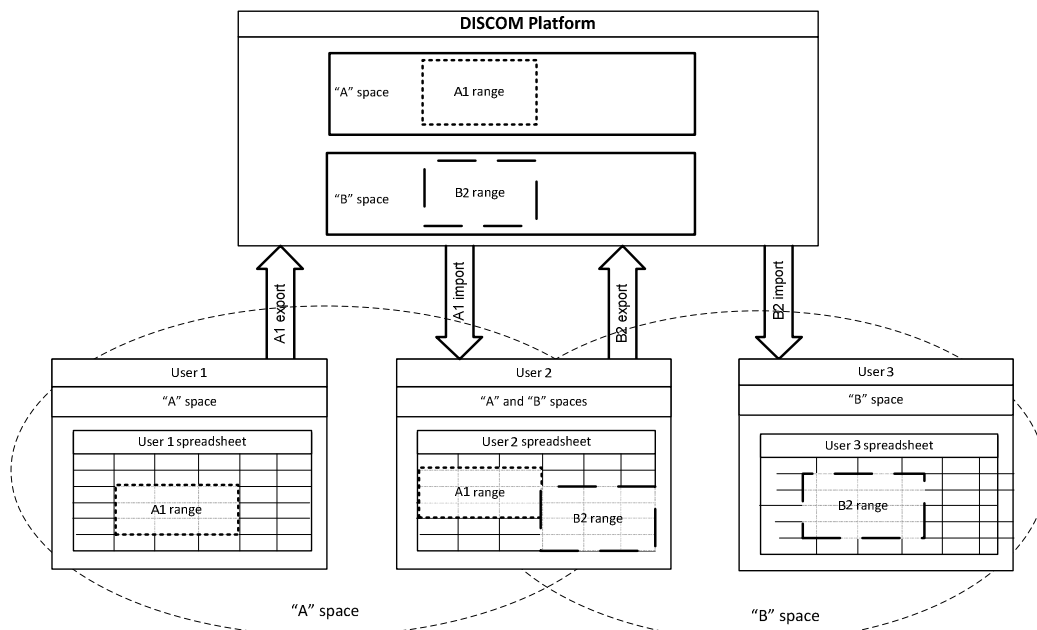 DISCOM Platform
“A” space
A1 range
“B” space
B2 range
A1 export
A1 import
B2 export
B2 import
User 1
“A” space
User 1 spreadsheet
A1 range
User 2
“A” and “B” spaces
User 2 spreadsheet
A1 range
B2 range
User 3
“B” space
User 3 spreadsheet
B2 range
“A” space
“B” space